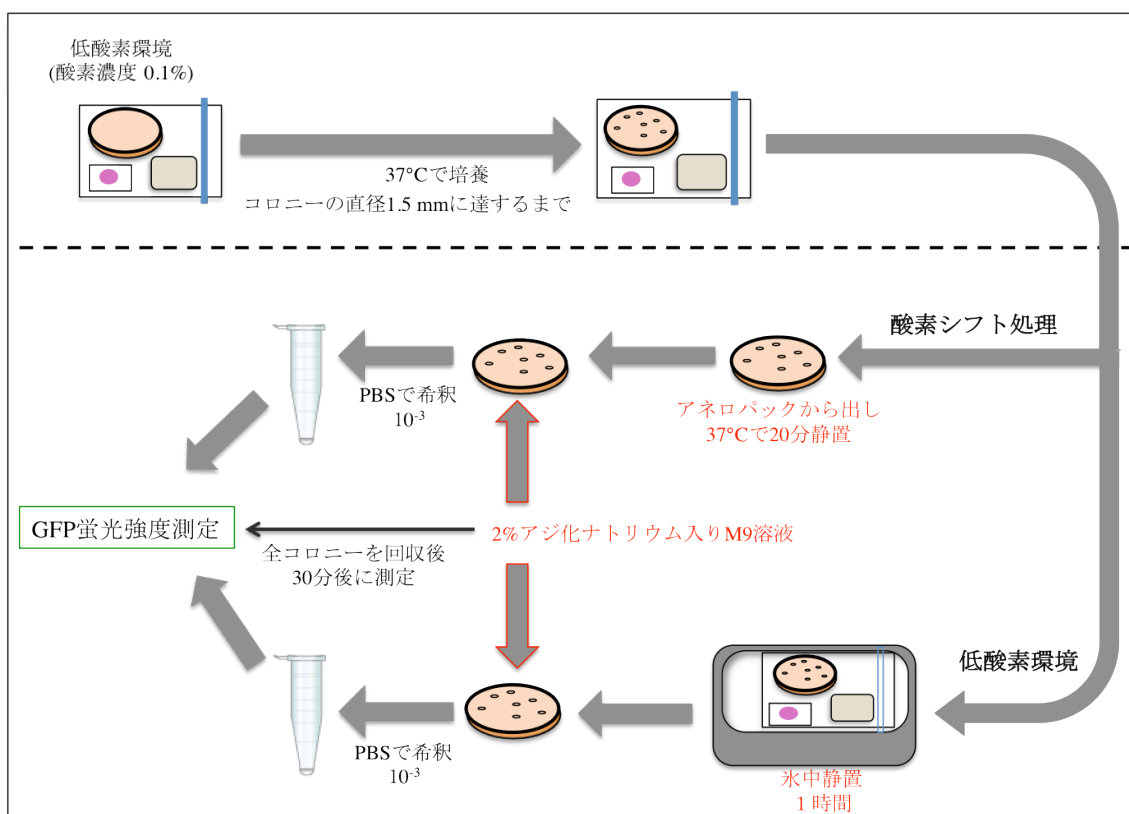 低酸素環境
(酸素濃度 0.1%)
37°Cで培養
コロニーの直径1.5 mmに達するまで
酸素シフト処理
アネロパックから出し
37°Cで20分静置
PBSで希釈
10-3
GFP蛍光強度測定
全コロニーを回収後
30分後に測定
2%アジ化ナトリウム入りM9溶液
低酸素環境
PBSで希釈
10-3
氷中静置
1 時間